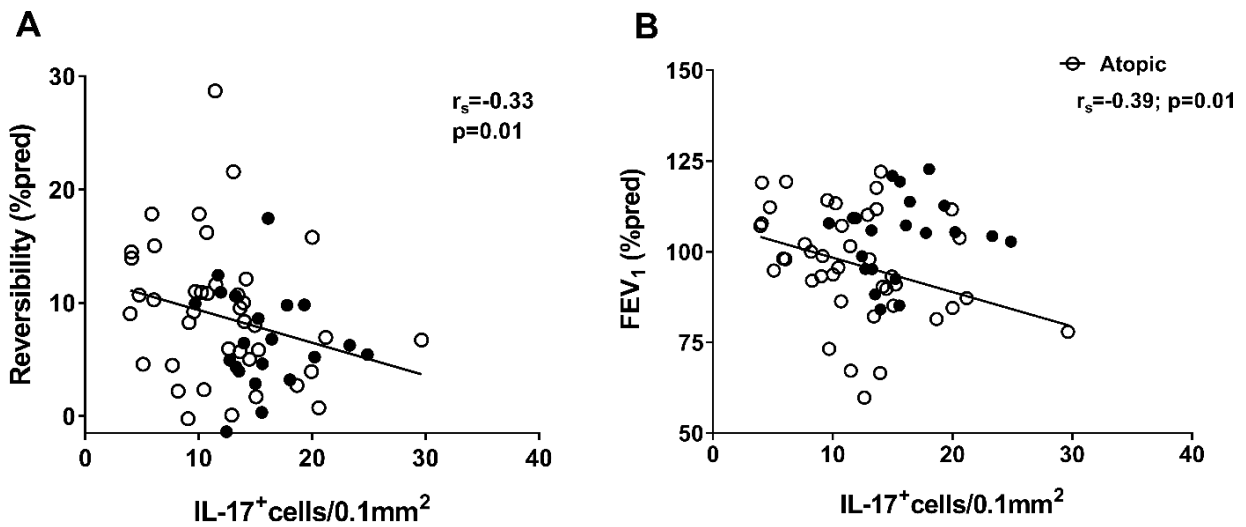 A
30
20
10
0
0 10 20 30 40
Reversibility (%pred)
IL-17⁺cells/0.1mm²
rₛ=-0.33
p=0.01
B
150
125
100
75
50
0 10 20 30 40
FEV₁ (%pred)
IL-17⁺cells/0.1mm²
Atopic
rₛ=-0.39; p=0.01